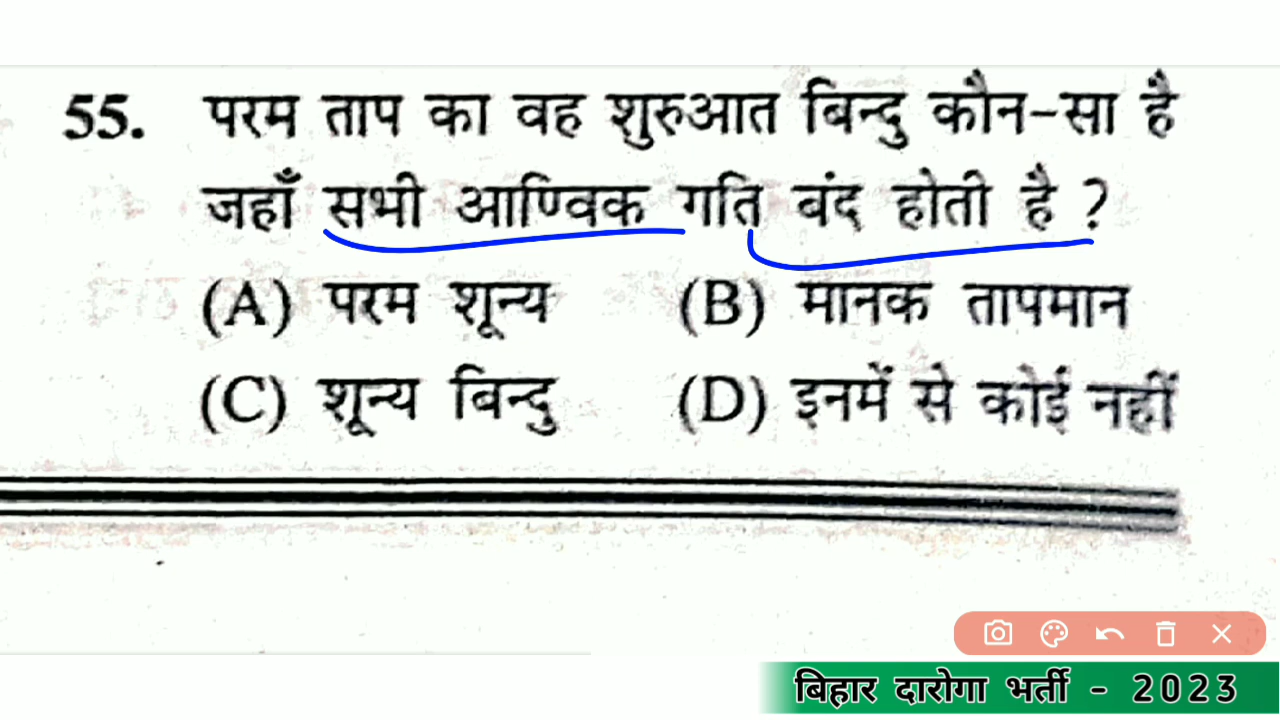 55. परम ताप का वह शुरुआत बिन्दु कौन-सा है
जहाँ सभी आण्विक गति बंद होती है ?
(A) परम शून्य (B) मानक तापमान
(C) शून्य बिन्दु (D) इनमें से कोई नहीं
बिहार दारोगा भर्ती - 2023